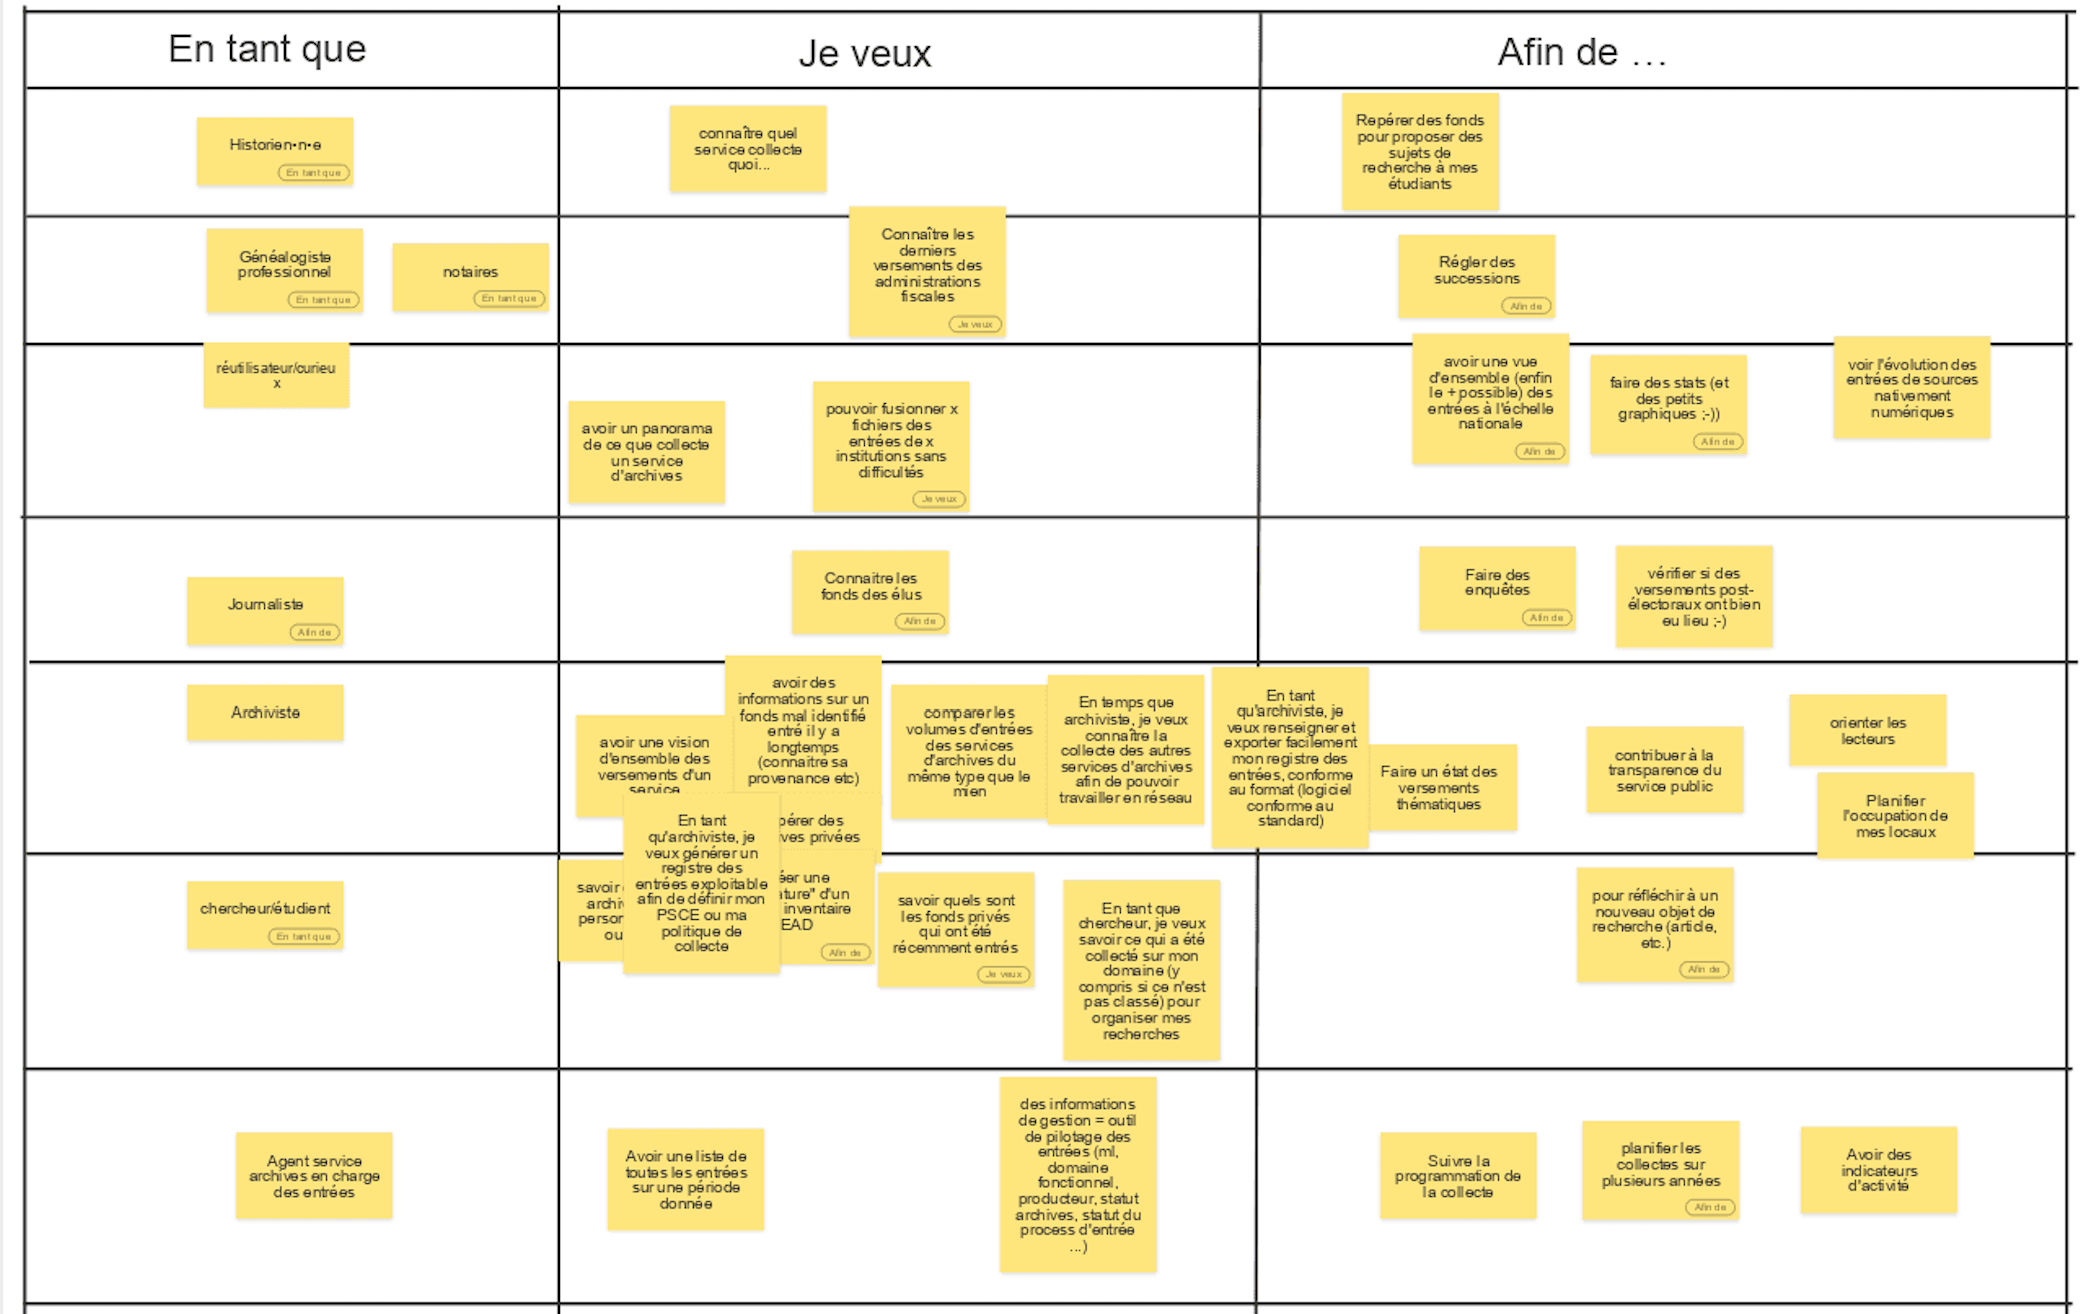 En tant que
Je veux
Afin de ...
Historien•n•e
En tant que
connaître quel
service collecte
quoi...
Repérer des fonds
pour proposer des
sujets de
recherche à mes
étudiants
Généalogiste
professionnel
En tant que
notaires
En tant que
Connaître les
derniers
versements des
administrations
fiscales
Je veux
Régler des
successions
Afin de
réutilisateur/curieu
x
avoir un panorama
de ce que collecte
un service
d'archives
pouvoir fusionner x
fichiers des
entrées de x
institutions sans
difficultés
Je veux
avoir une vue
d'ensemble (enfin
le + possible) des
entrées à l'échelle
nationale
Afin de
faire des stats (et
des petits
graphiques ;-))
Afin de
voir l'évolution des
entrées de sources
nativement
numériques
Journaliste
Afin de
Connaitre les
fonds des élus
Afin de
Faire des
enquêtes
Afin de
vérifier si des
versements post-
électoraux ont bien
eu lieu ;-)
Archiviste
avoir une vision
d'ensemble des
versements d'un
service
avoir des
informations sur un
fonds mal identifié
entré il y a
longtemps
(connaitre sa
provenance etc)
comparer les
volumes d'entrées
des services
d'archives du
même type que le
mien
En temps que
archiviste, je veux
connaître la
collecte des autres
services d'archives
afin de pouvoir
travailler en réseau
En tant
qu'archiviste, je
veux renseigner et
exporter facilement
mon registre des
entrées, conforme
au format (logiciel
conforme au
standard)
Faire un état des
versements
thématiques
contribuer à la
transparence du
service public
orienter les
lecteurs
Planifier
l'occupation de
mes locaux
des
privées
En tant
qu'archiviste, je
veux générer un
registre des
entrées exploitable
afin de définir mon
PSCE ou ma
politique de
collecte
chercheur/étudient
En tant que
savoir
une
d'un
inventaire
EAD
Afin de
savoir quels sont
les fonds privés
qui ont été
récemment entrés
Je veux
En tant que
chercheur, je veux
savoir ce qui a été
collecté sur mon
domaine (y
compris si ce n'est
pas classé) pour
organiser mes
recherches
pour réfléchir à un
nouveau objet de
recherche (article,
etc.)
Afin de
Agent service
archives en charge
des entrées
Avoir une liste de
toutes les entrées
sur une période
donnée
des informations
de gestion = outil
de pilotage des
entrées (ml,
domaine
fonctionnel,
producteur, statut
archives, statut du
process d'entrée
...)
Suivre la
programmation de
la collecte
planifier les
collectes sur
plusieurs années
Afin de
Avoir des
indicateurs
d'activité